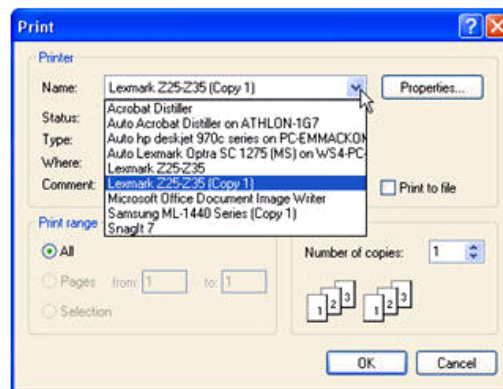 Print
Printer
Name: Lexmark Z25-Z35 (Copy 1) Properties...
Status: Acrobat Distiller
Auto Acrobat Distiller on ATHLON-1G7
Type: Auto hp deskjet 970c series on PC-EMMACKON
Where: Auto Lexmark Optra SC 1275 (MS) on WS4-PC-
Lexmark Z25-Z35
Comment: Lexmark Z25-Z35 (Copy 1) Print to file
Microsoft Office Document Image Writer
Print range Samsung ML-1440 Series (Copy 1)
SnagIt 7
All Number of copies: 1
Pages from: 1 to: 1
Selection 1 2 3 1 2 3
OK Cancel